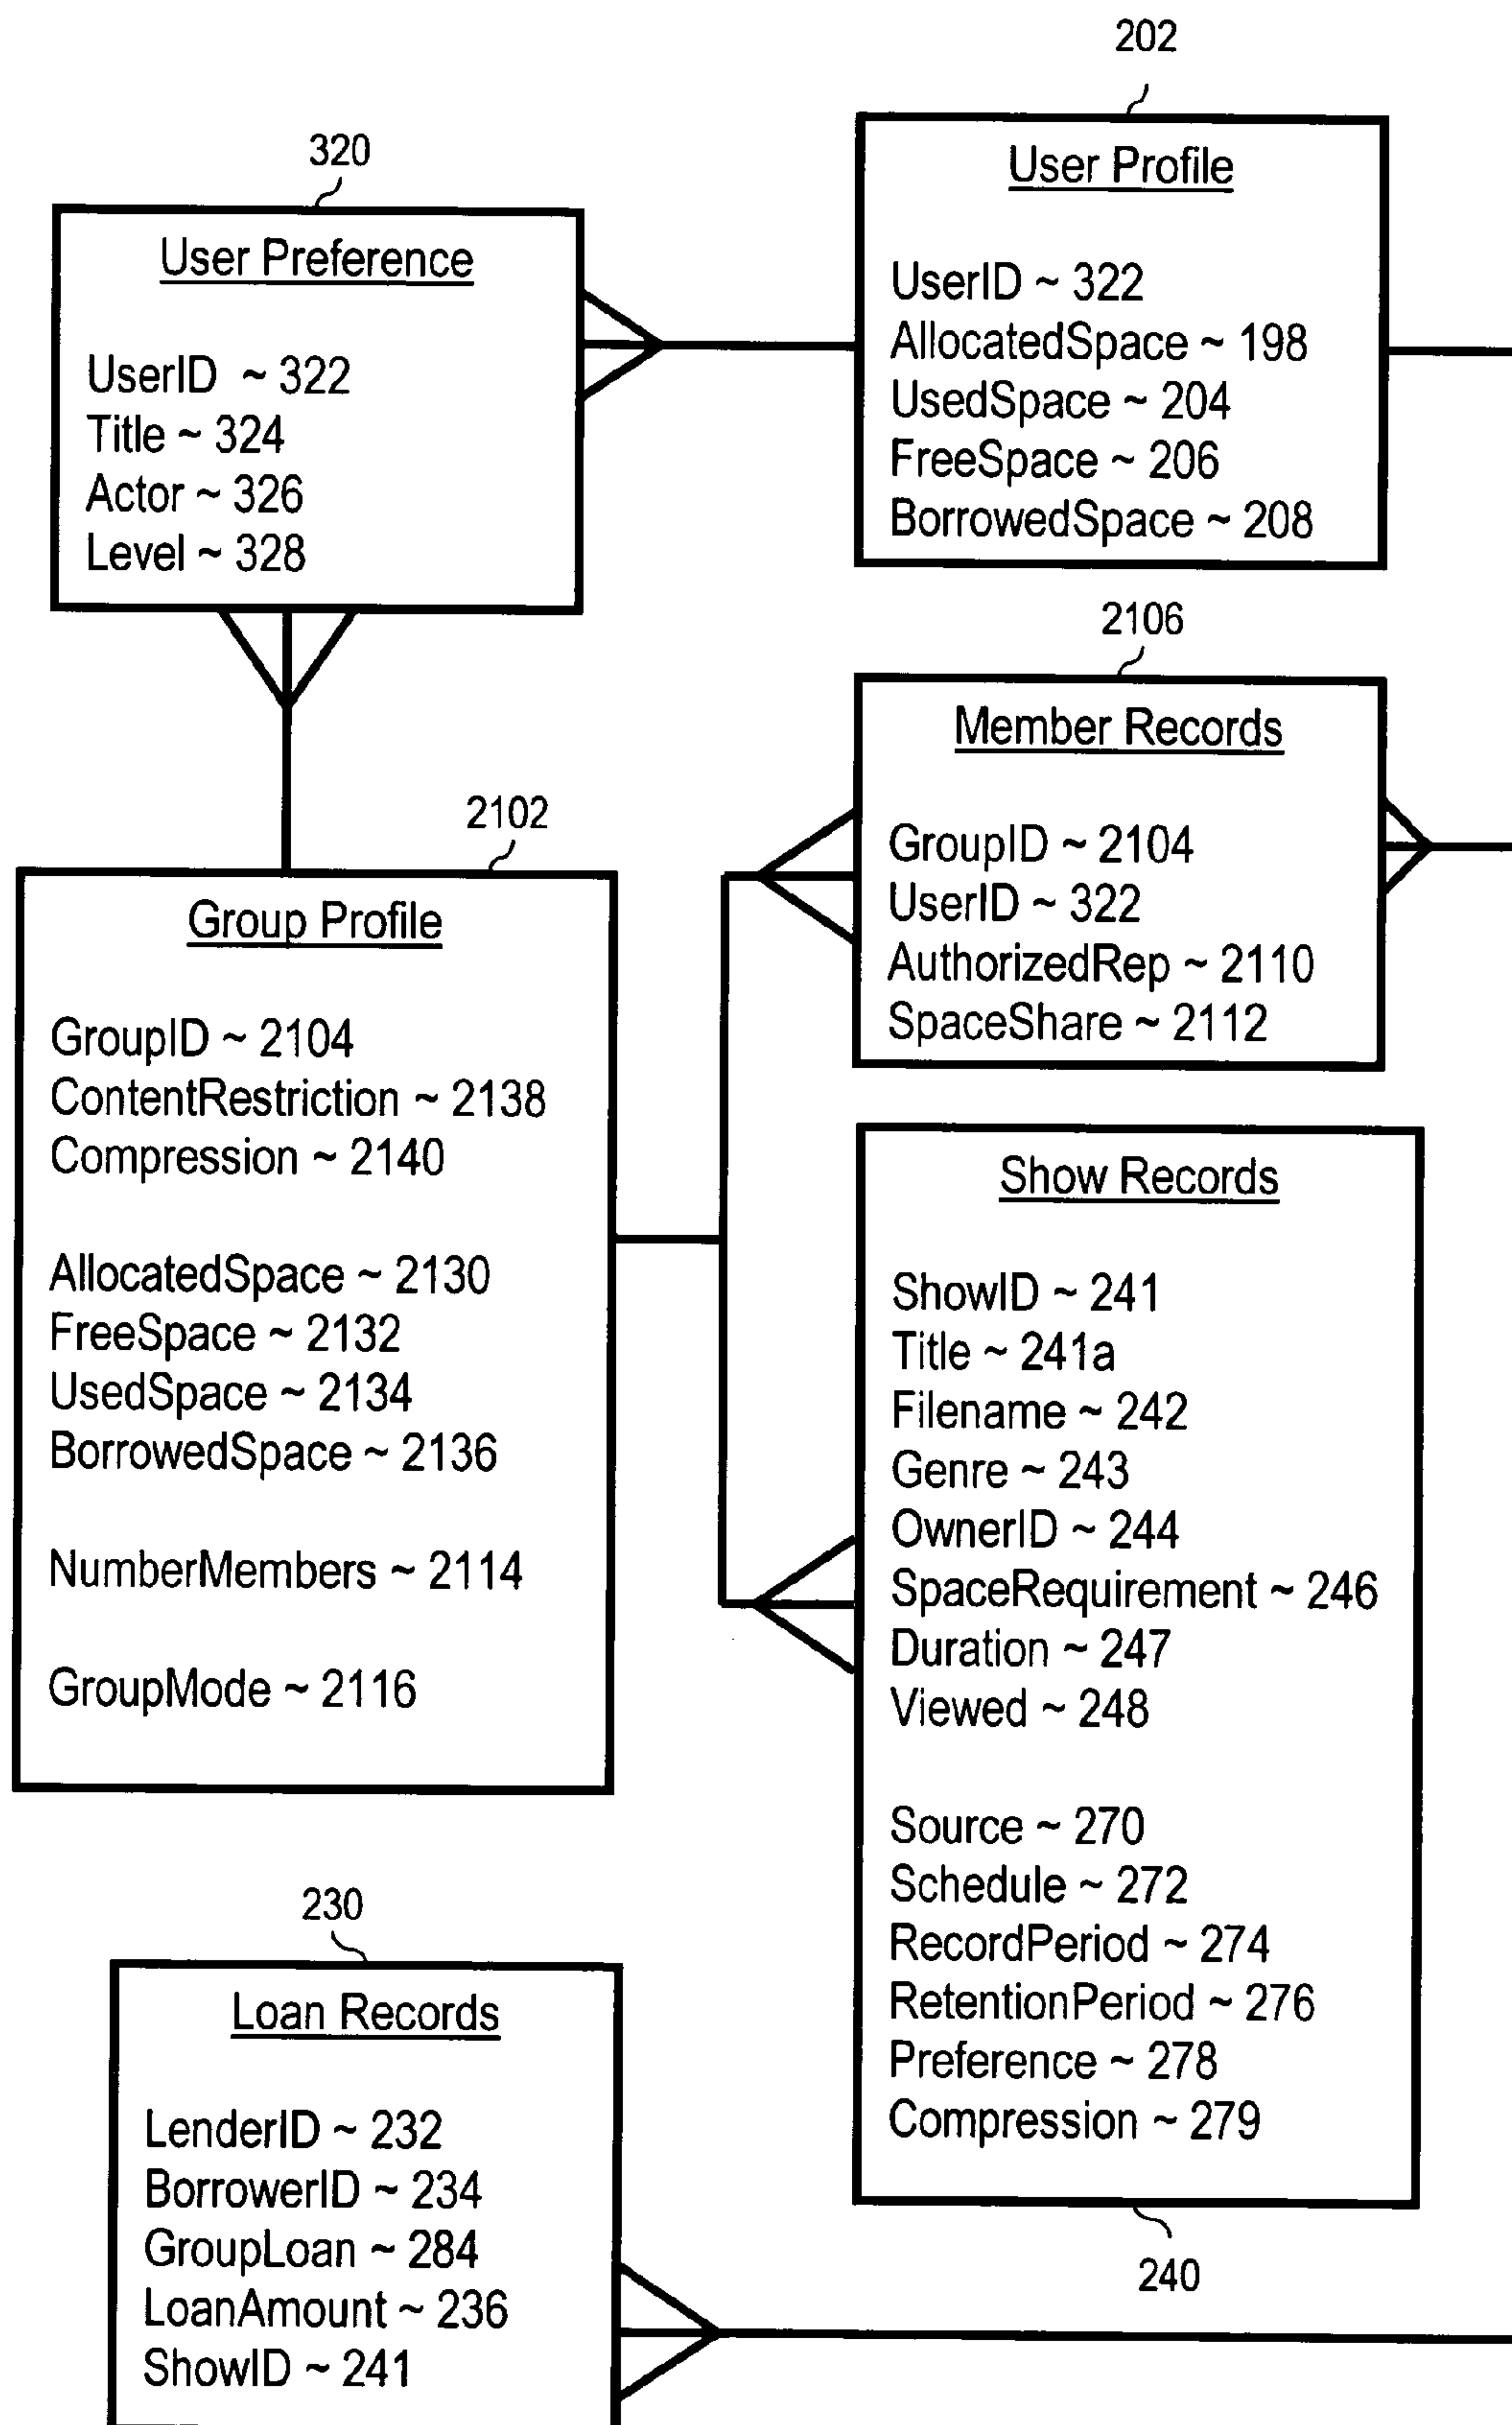 202
User Profile
UserID ~ 322
AllocatedSpace ~ 198
UsedSpace ~ 204
FreeSpace ~ 206
BorrowedSpace ~ 208
320
User Preference
UserID ~ 322
Title ~ 324
Actor ~ 326
Level ~ 328
2106
Member Records
GroupID ~ 2104
UserID ~ 322
AuthorizedRep ~ 2110
SpaceShare ~ 2112
2102
Group Profile
GroupID ~ 2104
ContentRestriction ~ 2138
Compression ~ 2140
AllocatedSpace ~ 2130
FreeSpace ~ 2132
UsedSpace ~ 2134
BorrowedSpace ~ 2136
NumberMembers ~ 2114
GroupMode ~ 2116
Show Records
ShowID ~ 241
Title ~ 241a
Filename ~ 242
Genre ~ 243
OwnerID ~ 244
SpaceRequirement ~ 246
Duration ~ 247
Viewed ~ 248
Source ~ 270
Schedule ~ 272
RecordPeriod ~ 274
RetentionPeriod ~ 276
Preference ~ 278
Compression ~ 279
240
230
Loan Records
LenderID ~ 232
BorrowerID ~ 234
GroupLoan ~ 284
LoanAmount ~ 236
ShowID ~ 241